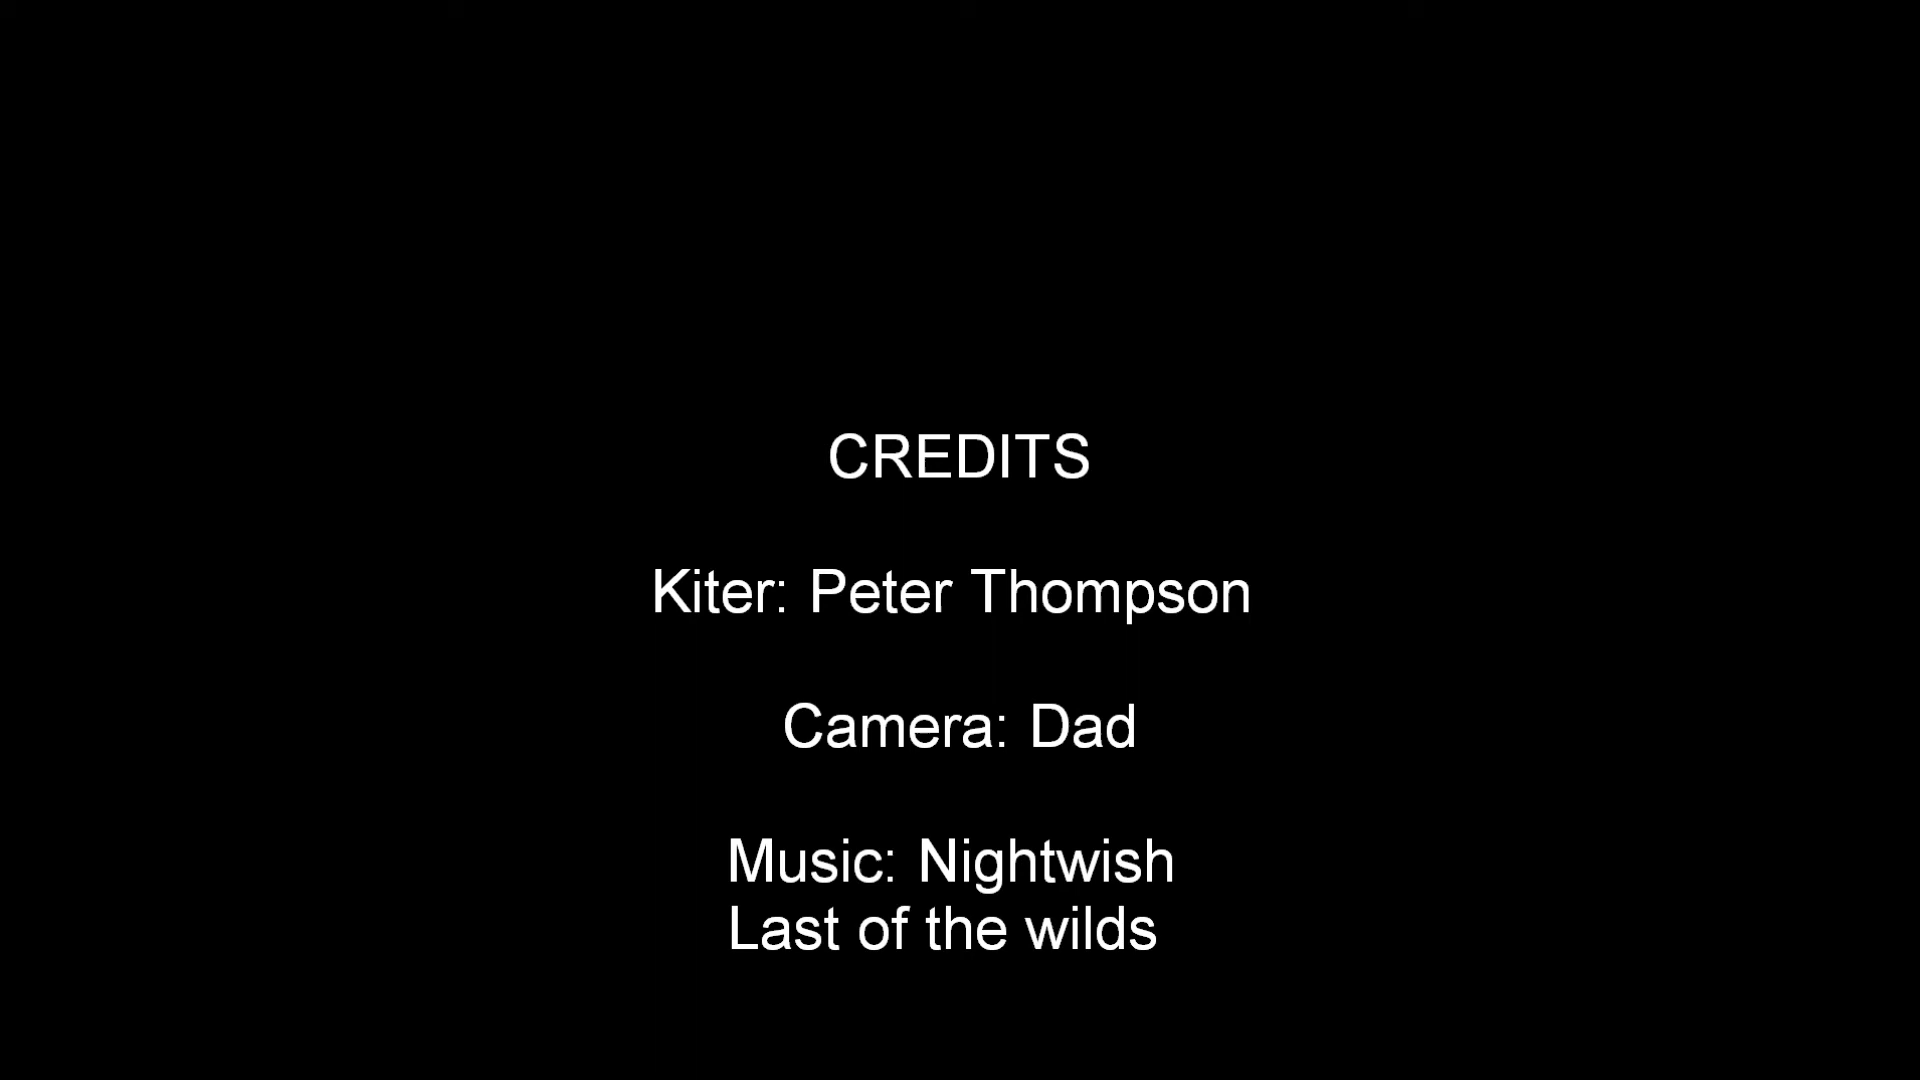 CREDITS
Kiter: Peter Thompson
Camera: Dad
Music: Nightwish
Last of the wilds